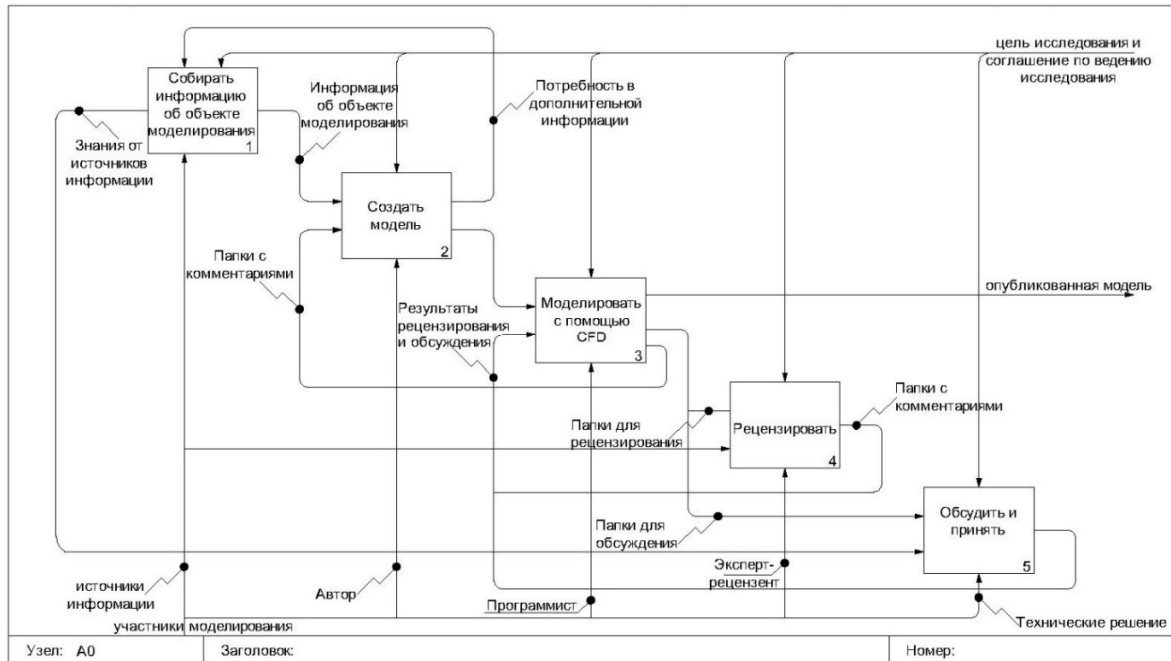 цель исследования и
соглашение по ведению
исследования
Собирать
информацию
об объекте
моделирования
1
Информация
об объекте
моделирования
Потребность в
дополнительной
информации
Знания от
источников
информации
Создать
модель
2
Папки с
комментариями
Результаты
рецензирования
и обсуждения
Моделировать
с помощью
CFD
3
опубликованная модель
Папки для
рецензирования
Рецензировать
4
Папки с
комментариями
Папки для
обсуждения
Обсудить и
принять
5
источники
информации
Автор
Программист
Эксперт-
рецензент
Технические решение
участники моделирования
Узел: A0
Заголовок:
Номер: